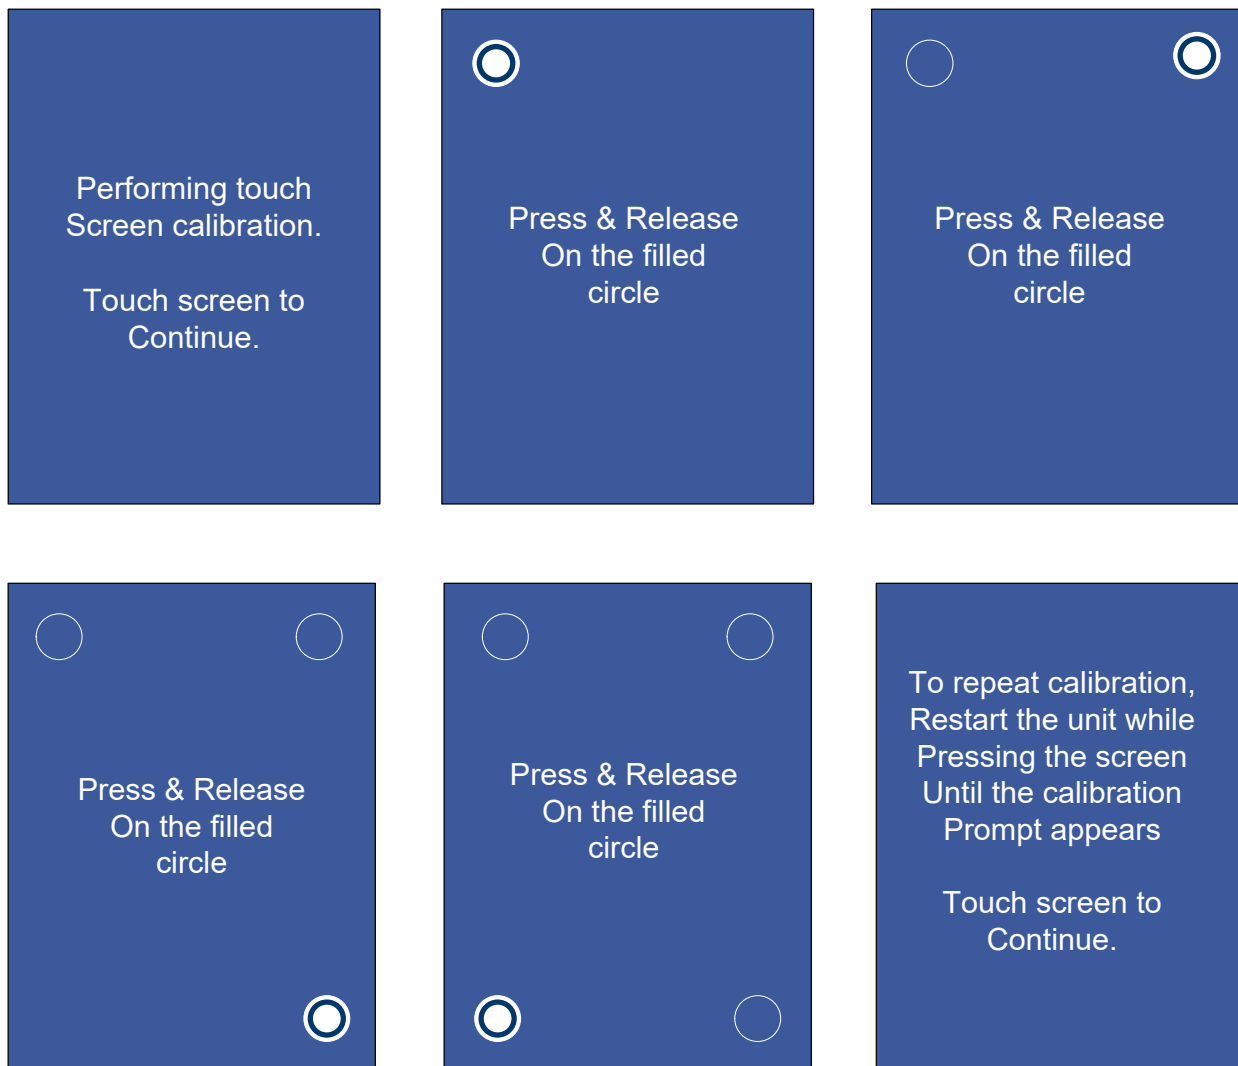 Performing touch
Screen calibration.
Touch screen to
Continue.
Press & Release
On the filled
circle
Press & Release
On the filled
circle
Press & Release
On the filled
circle
Press & Release
On the filled
circle
To repeat calibration,
Restart the unit while
Pressing the screen
Until the calibration
Prompt appears
Touch screen to
Continue.